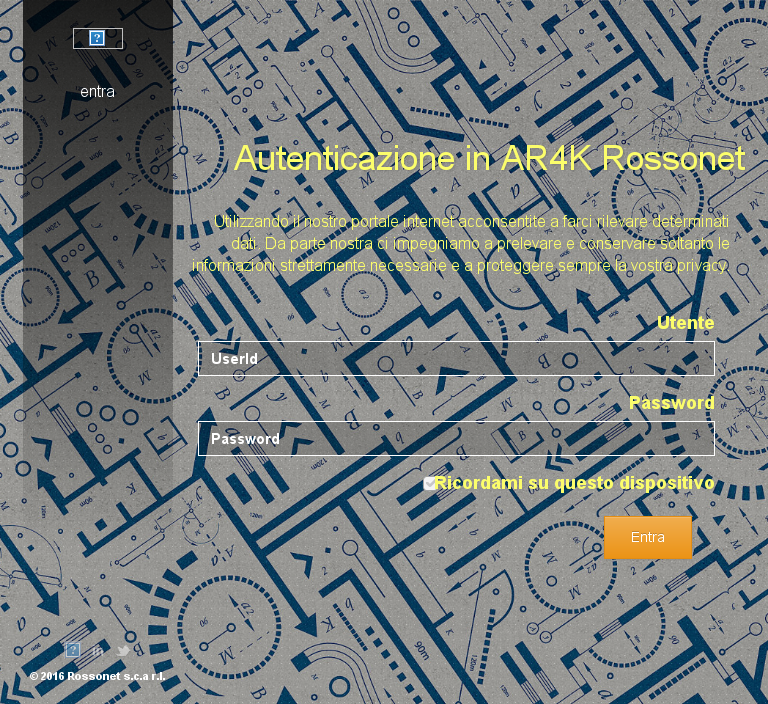 entra
Autenticazione in AR4K Rossonet
Utilizzando il nostro portale internet acconsentite a farci rilevare determinati
dati. Da parte nostra ci impegniamo a prelevare e conservare soltanto le
informazioni strettamente necessarie e a proteggere sempre la vostra privacy.
Utente
UserId
Password
Password
Ricordami su questo dispositivo
Entra
© 2016 Rossonet s.c.a r.l.